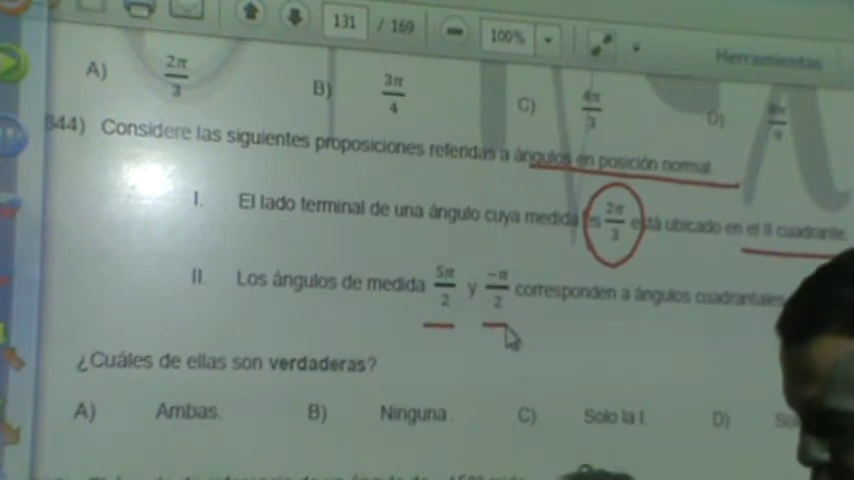 131 / 169 100% Herramientas
A) 2π/3 B) 3π/4 C) 4π/3 D)
844) Considere las siguientes proposiciones referidas a ángulos en posición normal
I. El lado terminal de una ángulo cuya medida es 2π/3 está ubicado en el II cuadrante.
II. Los ángulos de medida 5π/2 y -π/2 corresponden a ángulos cuadrantales
¿Cuáles de ellas son verdaderas?
A) Ambas. B) Ninguna. C) Solo la I. D)